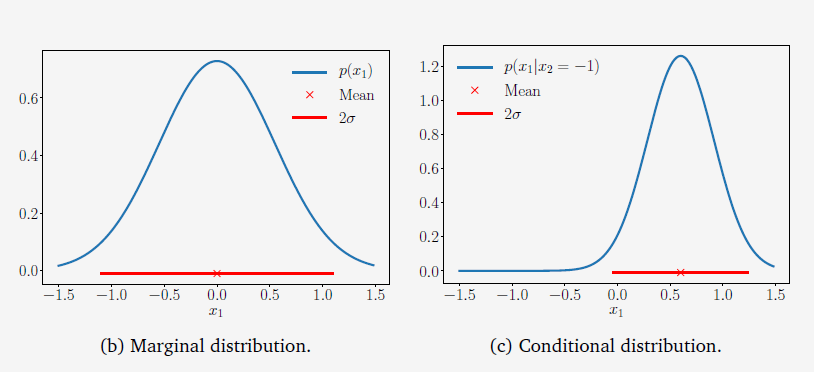 p(x₁)
Mean
2σ
0.6
0.4
0.2
0.0
−1.5 −1.0 −0.5 0.0 0.5 1.0 1.5
x₁
(b) Marginal distribution.
p(x₁|x₂ = −1)
Mean
2σ
1.2
1.0
0.8
0.6
0.4
0.2
0.0
−1.5 −1.0 −0.5 0.0 0.5 1.0 1.5
x₁
(c) Conditional distribution.